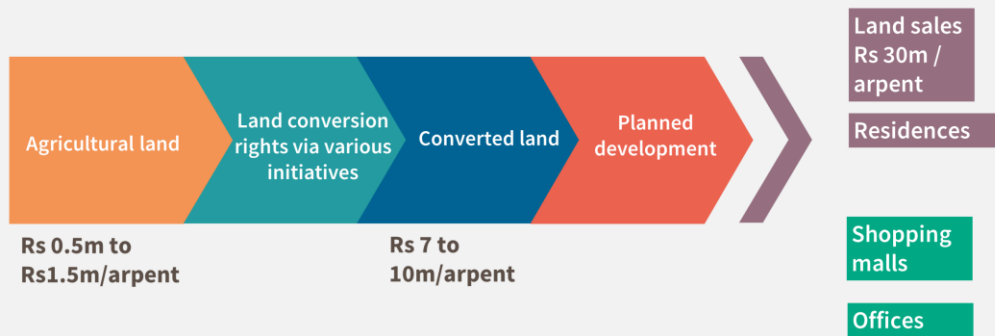 Agricultural land
Land conversion
rights via various
initiatives
Converted land
Planned
development
Rs 0.5m to
Rs1.5m/arpent
Rs 7 to
10m/arpent
Land sales
Rs 30m /
arpent
Residences
Shopping
malls
Offices